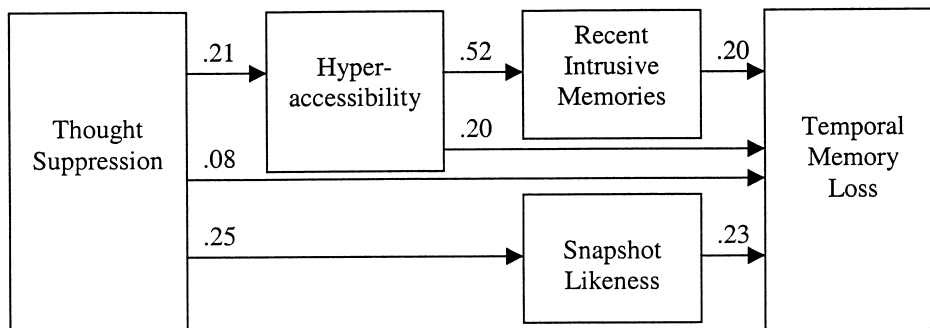 Thought
Suppression
.21
Hyper-
accessibility
.52
Recent
Intrusive
Memories
.20
.20
.08
.25
Snapshot
Likeness
.23
Temporal
Memory
Loss